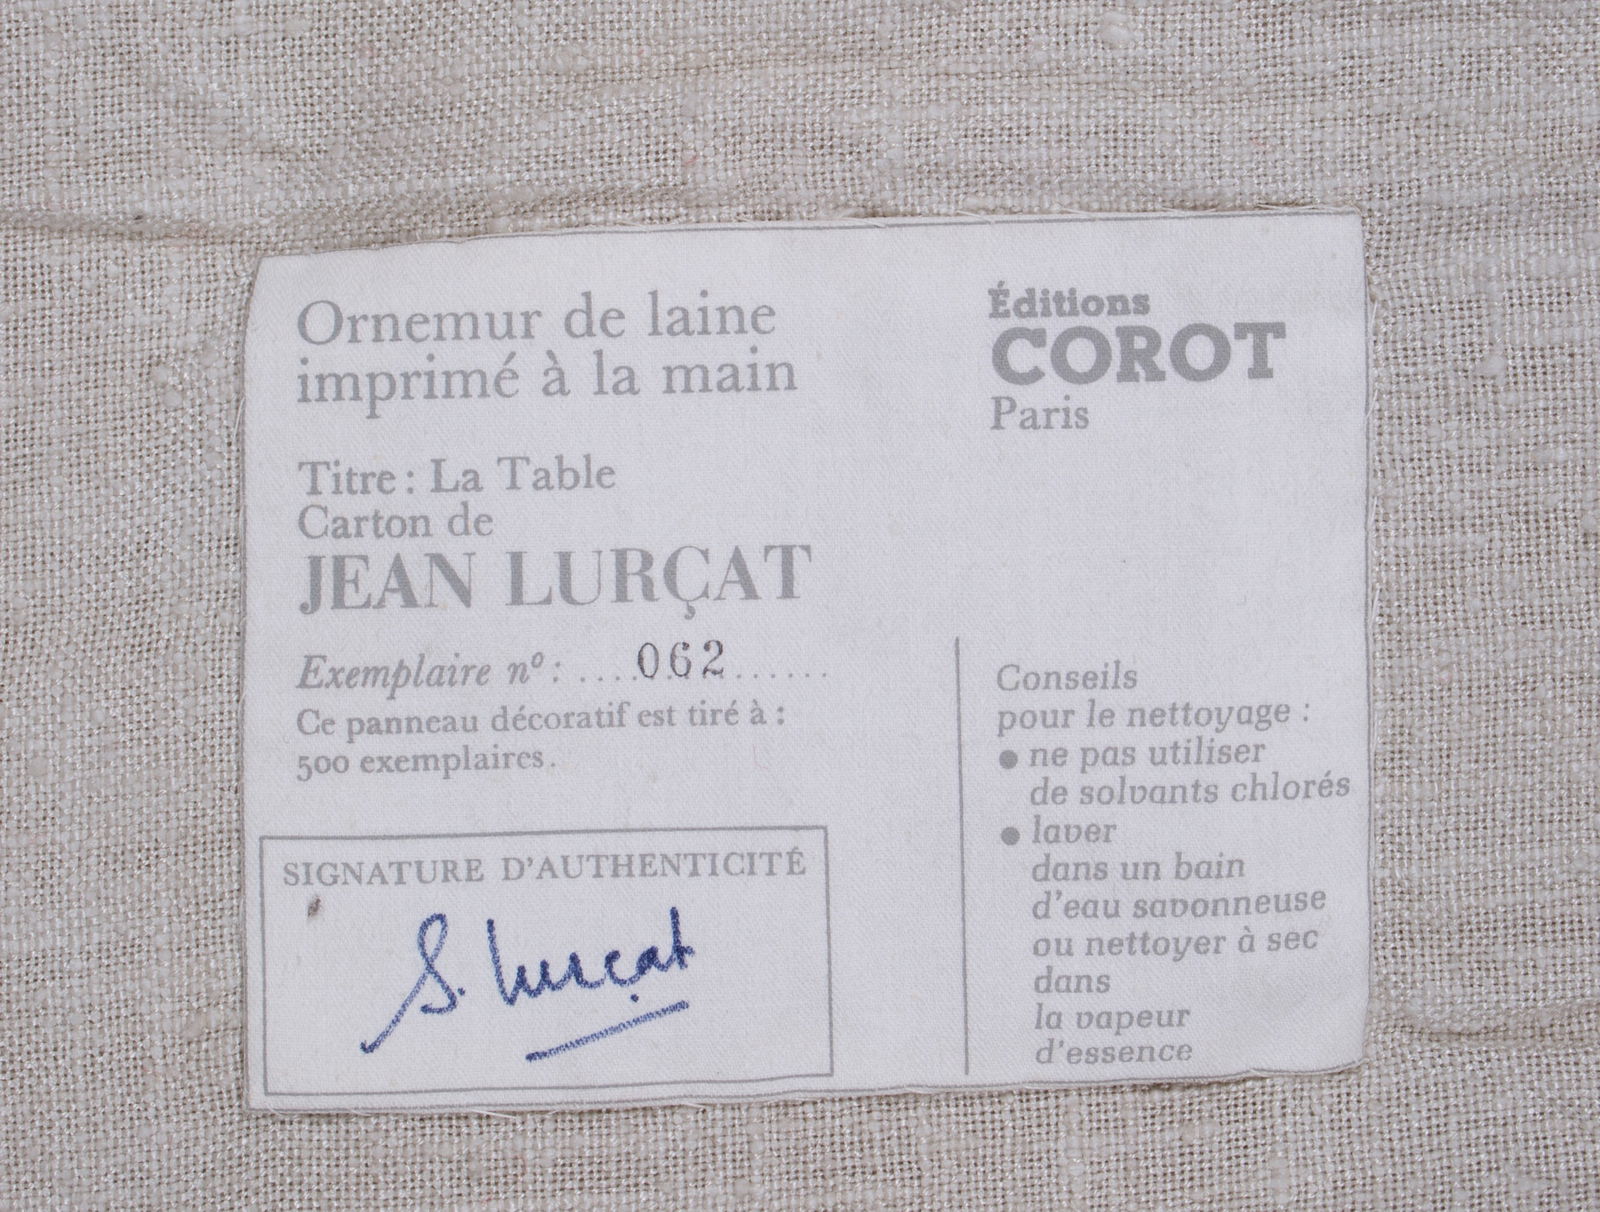 Ornemur de laine
imprimé à la main
Titre : La Table
Carton de
JEAN LURÇAT
Exemplaire nº : ....062......
Ce panneau décoratif est tiré à :
500 exemplaires.
SIGNATURE D'AUTHENTICITÉ
S. Lurçat
Éditions
COROT
Paris
Conseils
pour le nettoyage :
● ne pas utiliser
de solvants chlorés
● laver
dans un bain
d'eau savonneuse
ou nettoyer à sec
dans
la vapeur
d'essence